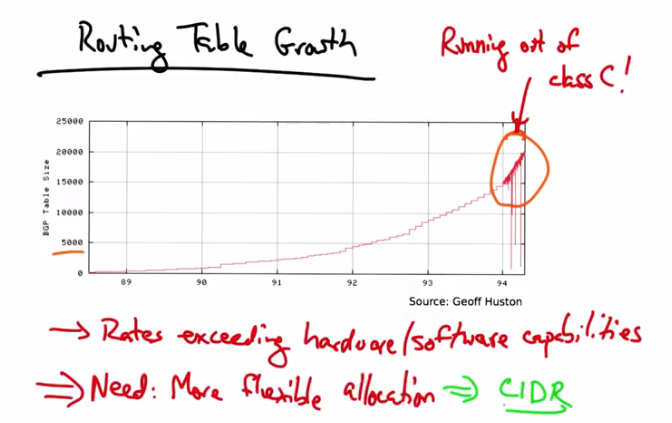 Routing Table Growth
Running out of
class C!
25000
20000
15000
10000
5000
0
BGP Table Size
89 90 91 92 93 94
Source: Geoff Huston
→ Rates exceeding hardware/software capabilities
⇒ Need: More flexible allocation ⇒ CIDR